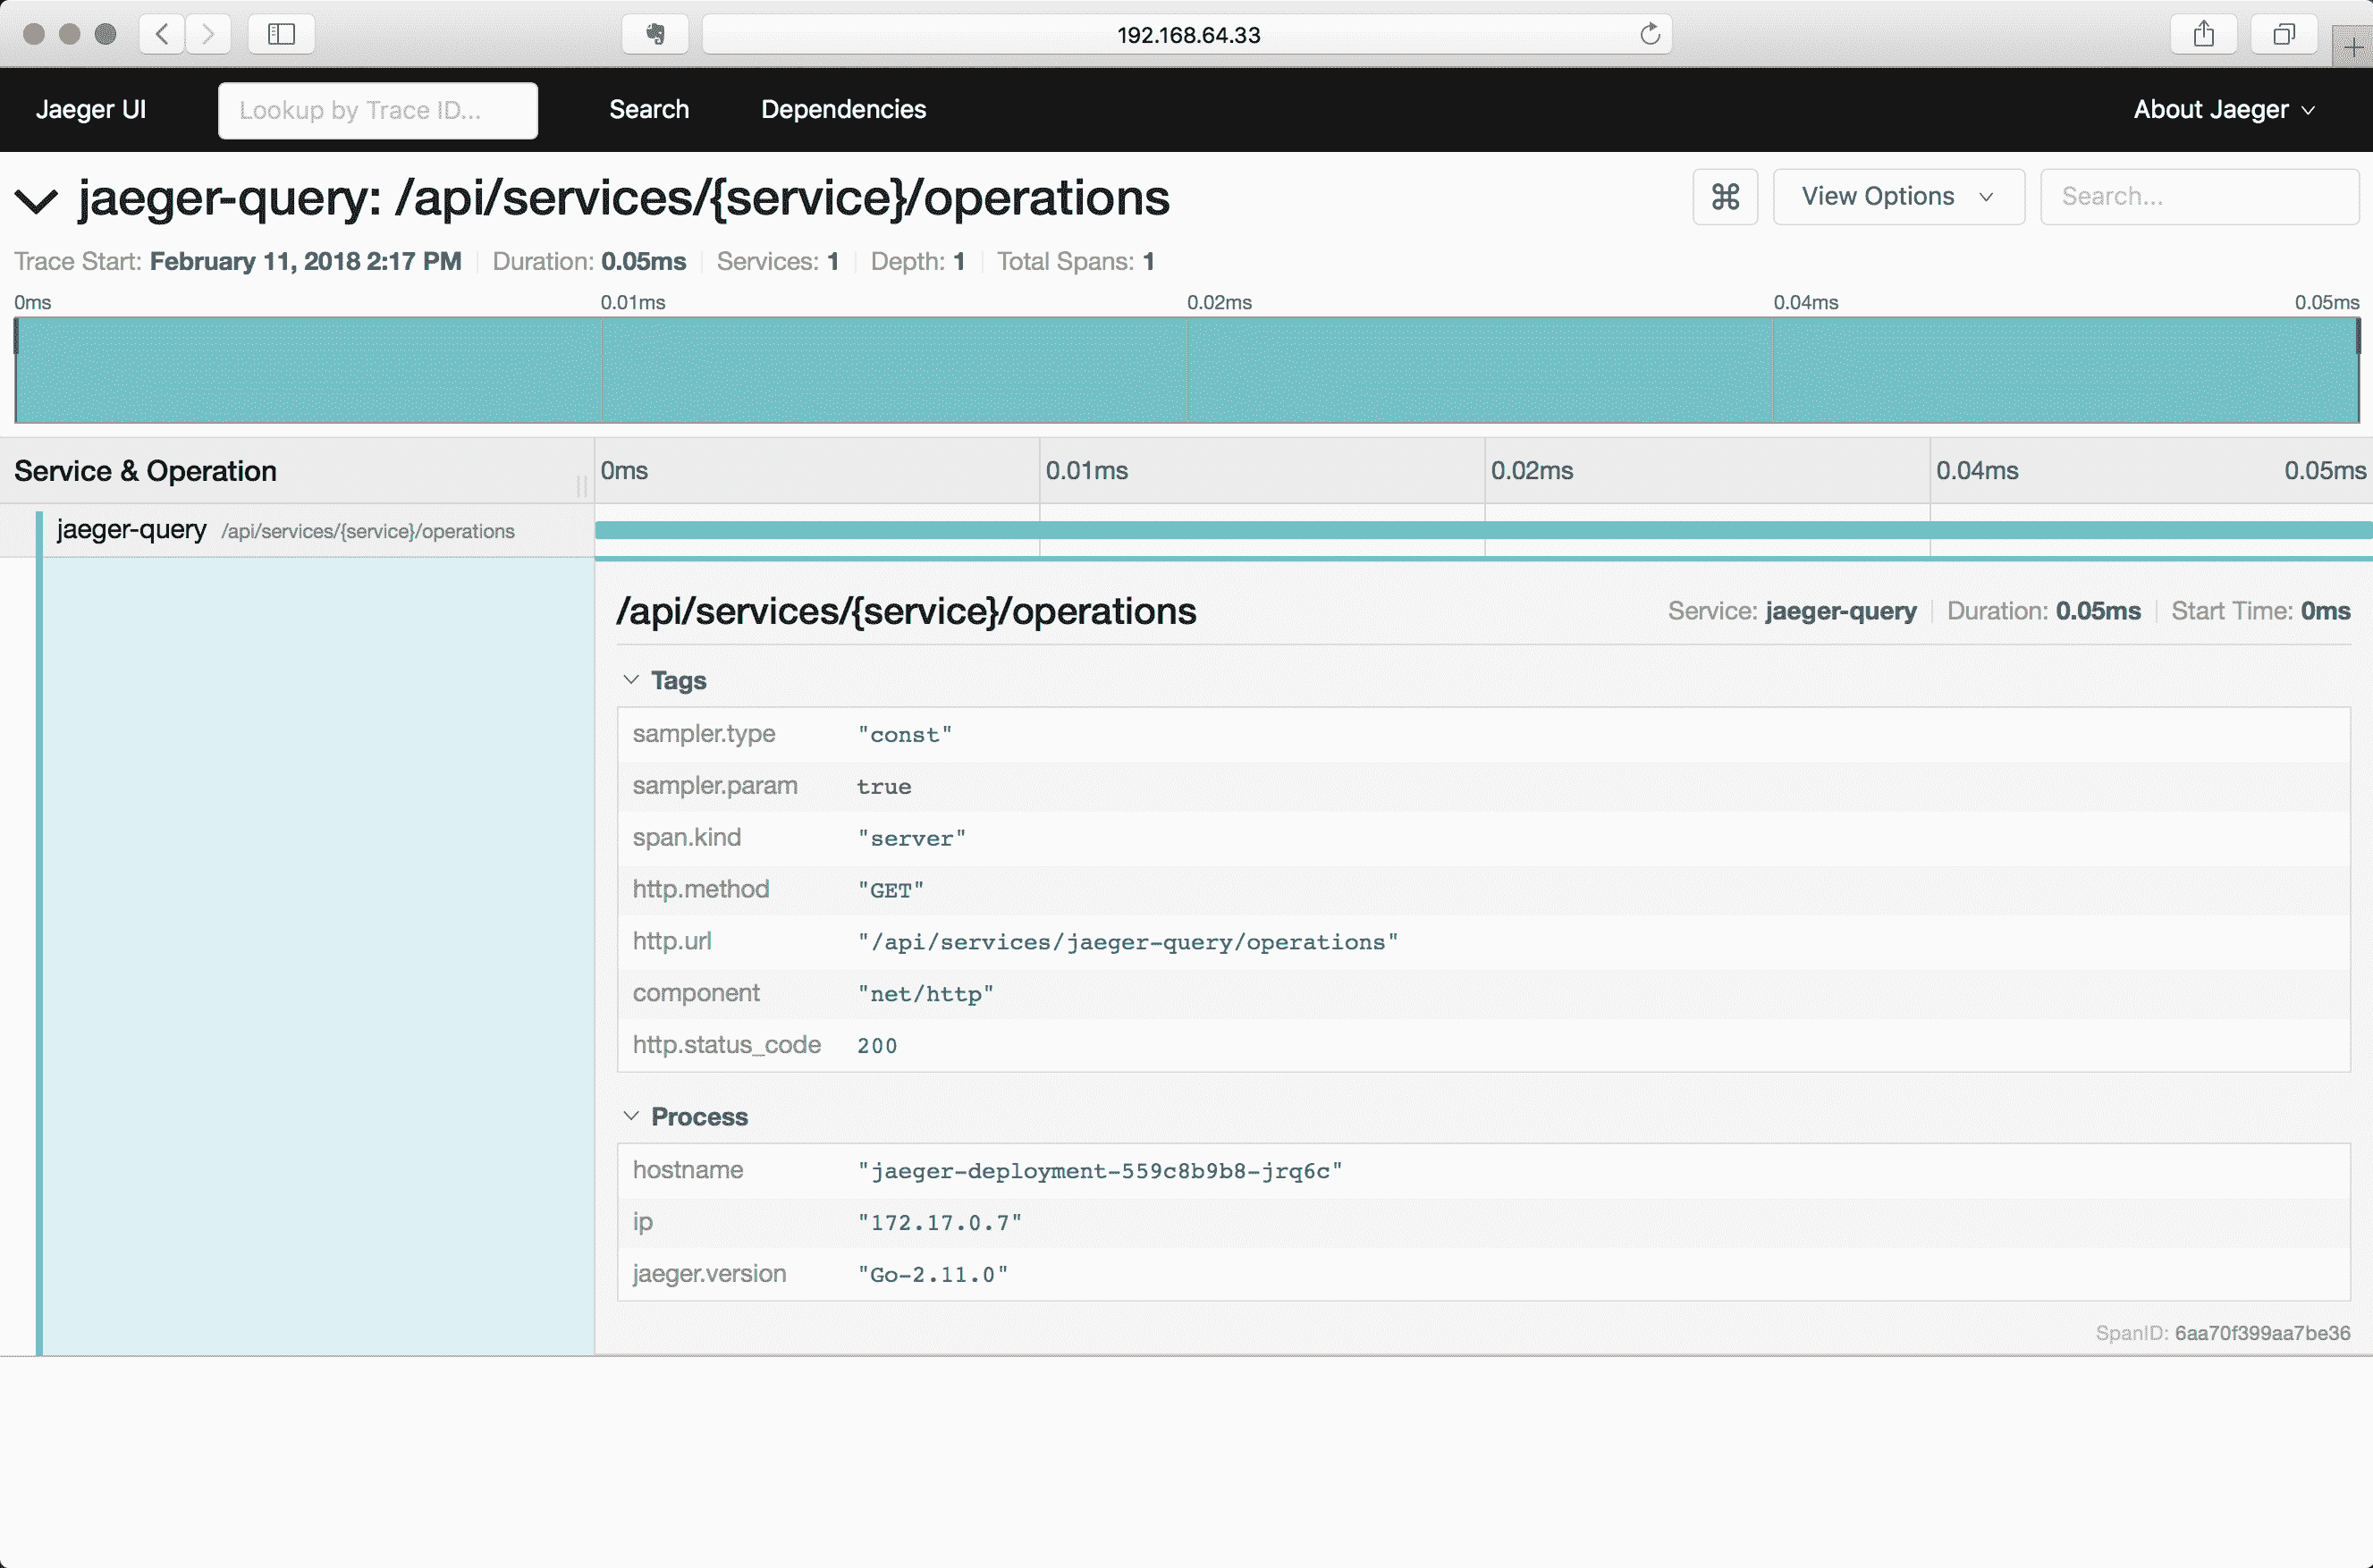 192.168.64.33
Jaeger UI Lookup by Trace ID... Search Dependencies About Jaeger
jaeger-query: /api/services/{service}/operations ⌘ View Options Search...
Trace Start: February 11, 2018 2:17 PM Duration: 0.05ms Services: 1 Depth: 1 Total Spans: 1
0ms 0.01ms 0.02ms 0.04ms 0.05ms
Service & Operation 0ms 0.01ms 0.02ms 0.04ms 0.05ms
jaeger-query /api/services/{service}/operations
/api/services/{service}/operations Service: jaeger-query Duration: 0.05ms Start Time: 0ms
Tags
sampler.type "const"
sampler.param true
span.kind "server"
http.method "GET"
http.url "/api/services/jaeger-query/operations"
component "net/http"
http.status_code 200
Process
hostname "jaeger-deployment-559c8b9b8-jrq6c"
ip "172.17.0.7"
jaeger.version "Go-2.11.0"
SpanID: 6aa70f399aa7be36